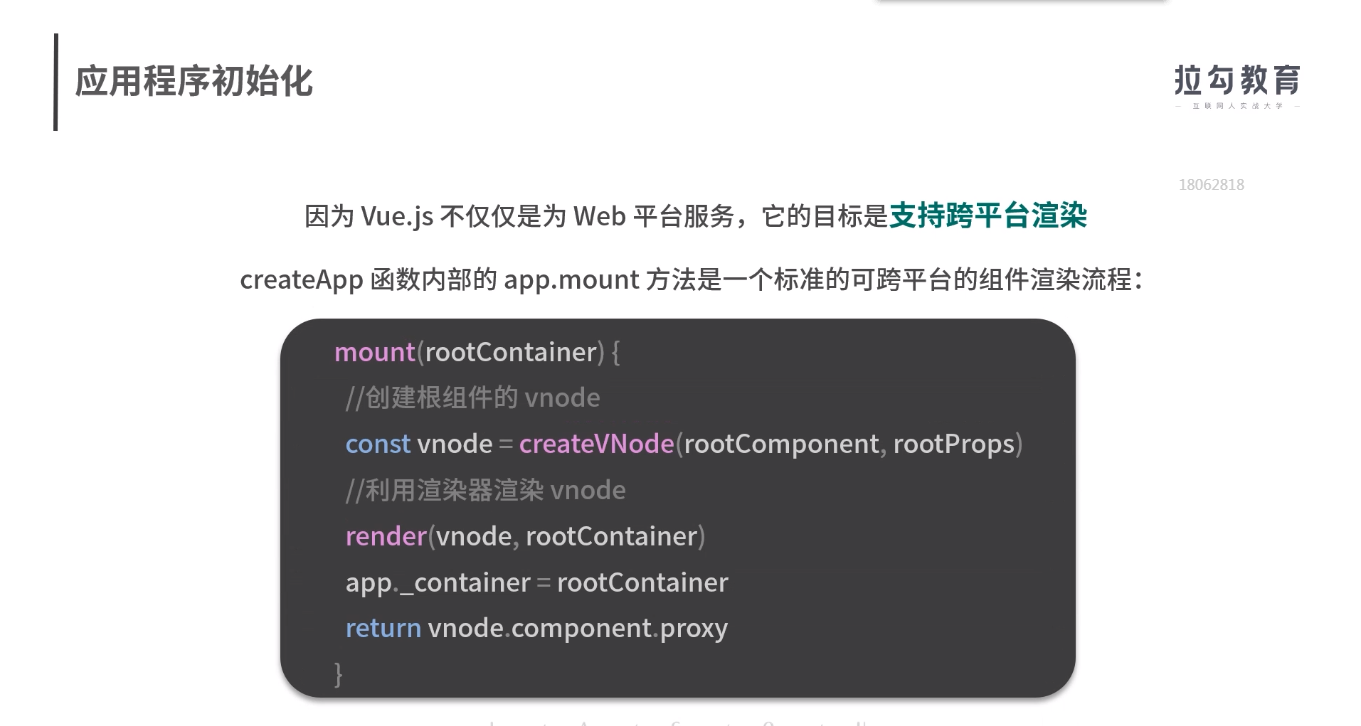 应用程序初始化
拉勾教育
— 互联网人实战大学 —
18062818
因为 Vue.js 不仅仅是为 Web 平台服务，它的目标是支持跨平台渲染
createApp 函数内部的 app.mount 方法是一个标准的可跨平台的组件渲染流程：
mount(rootContainer) {
//创建根组件的 vnode
const vnode = createVNode(rootComponent, rootProps)
//利用渲染器渲染 vnode
render(vnode, rootContainer)
app._container = rootContainer
return vnode.component.proxy
}